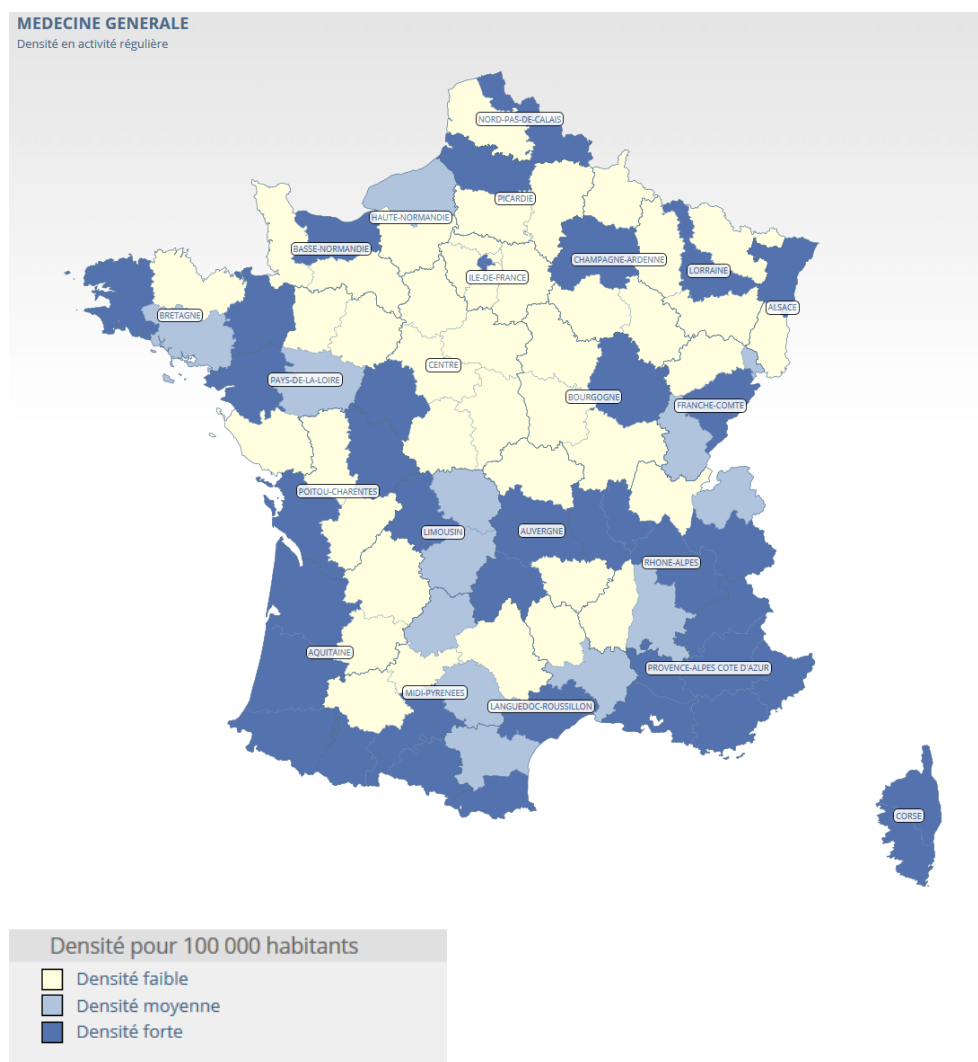 MEDECINE GENERALE
Densité en activité régulière
NORD-PAS-DE-CALAIS
PICARDIE
HAUTE-NORMANDIE
BASSE-NORMANDIE
CHAMPAGNE-ARDENNE
LORRAINE
ILE-DE-FRANCE
ALSACE
BRETAGNE
CENTRE
PAYS-DE-LA-LOIRE
BOURGOGNE
FRANCHE-COMTE
POITOU-CHARENTES
LIMOUSIN
AUVERGNE
RHONE-ALPES
AQUITAINE
PROVENCE-ALPES COTE D'AZUR
MIDI-PYRENEES
LANGUEDOC-ROUSSILLON
CORSE
Densité pour 100 000 habitants
Densité faible
Densité moyenne
Densité forte